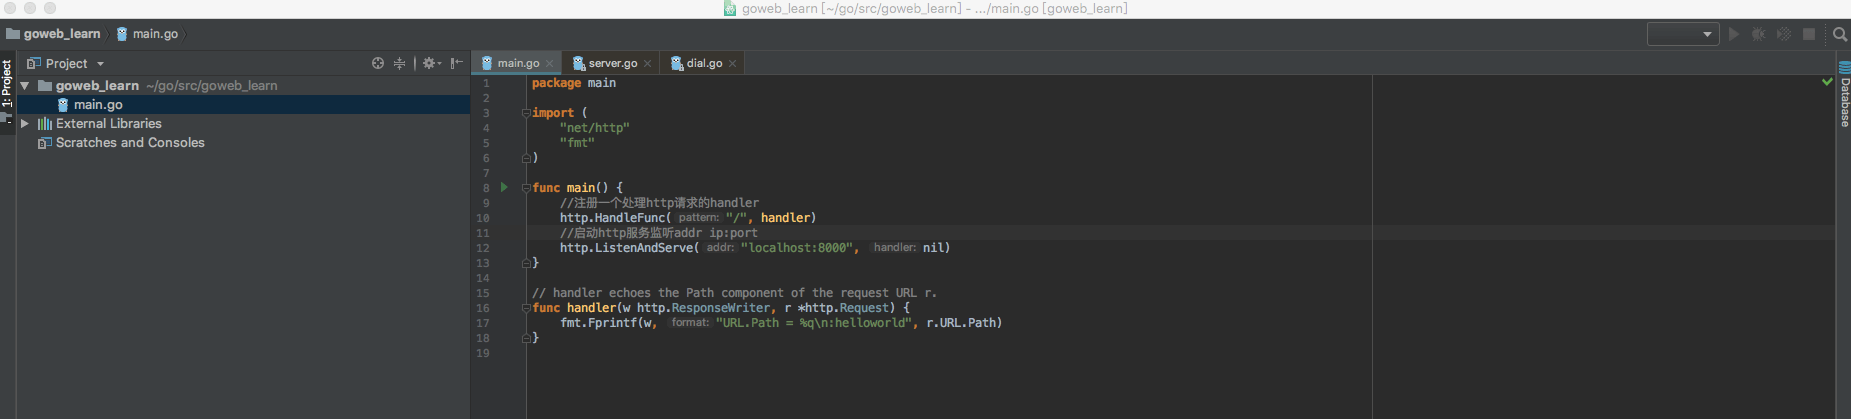 goweb_learn [~/go/src/goweb_learn] - .../main.go [goweb_learn]
goweb_learn main.go
1: Project
Project
goweb_learn ~/go/src/goweb_learn
main.go
External Libraries
Scratches and Consoles
main.go server.go dial.go
1 package main
2
3 import (
4 "net/http"
5 "fmt"
6 )
7
8 func main() {
9 //注册一个处理http请求的handler
10 http.HandleFunc( pattern: "/", handler)
11 //启动http服务监听addr ip:port
12 http.ListenAndServe( addr: "localhost:8000", handler: nil)
13 }
14
15 // handler echoes the Path component of the request URL r.
16 func handler(w http.ResponseWriter, r *http.Request) {
17 fmt.Fprintf(w, format: "URL.Path = %q\n:helloworld", r.URL.Path)
18 }
19
Database